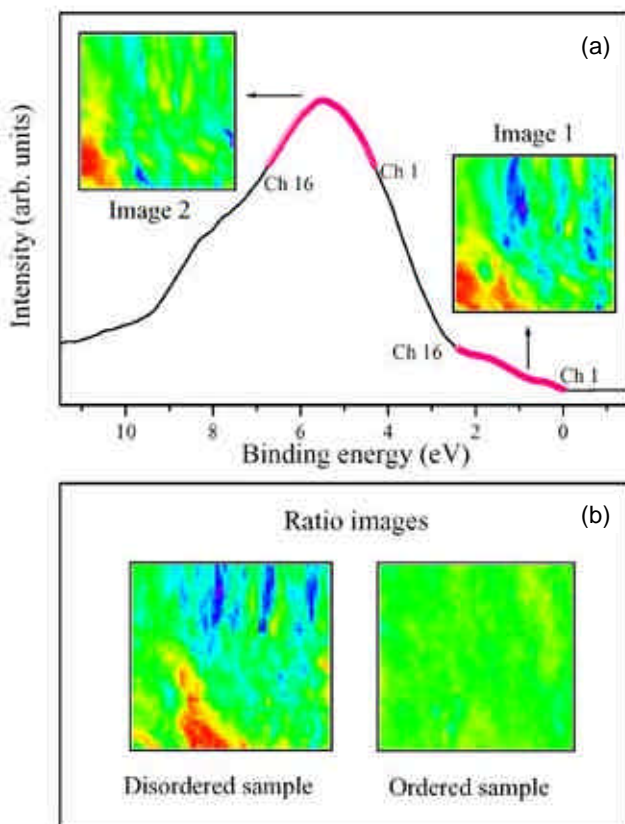 (a)
Image 1
Ch 16
Ch 1
Image 2
Intensity (arb. units)
Ch 16
Ch 1
10 8 6 4 2 0
Binding energy (eV)
(b)
Ratio images
Disordered sample
Ordered sample